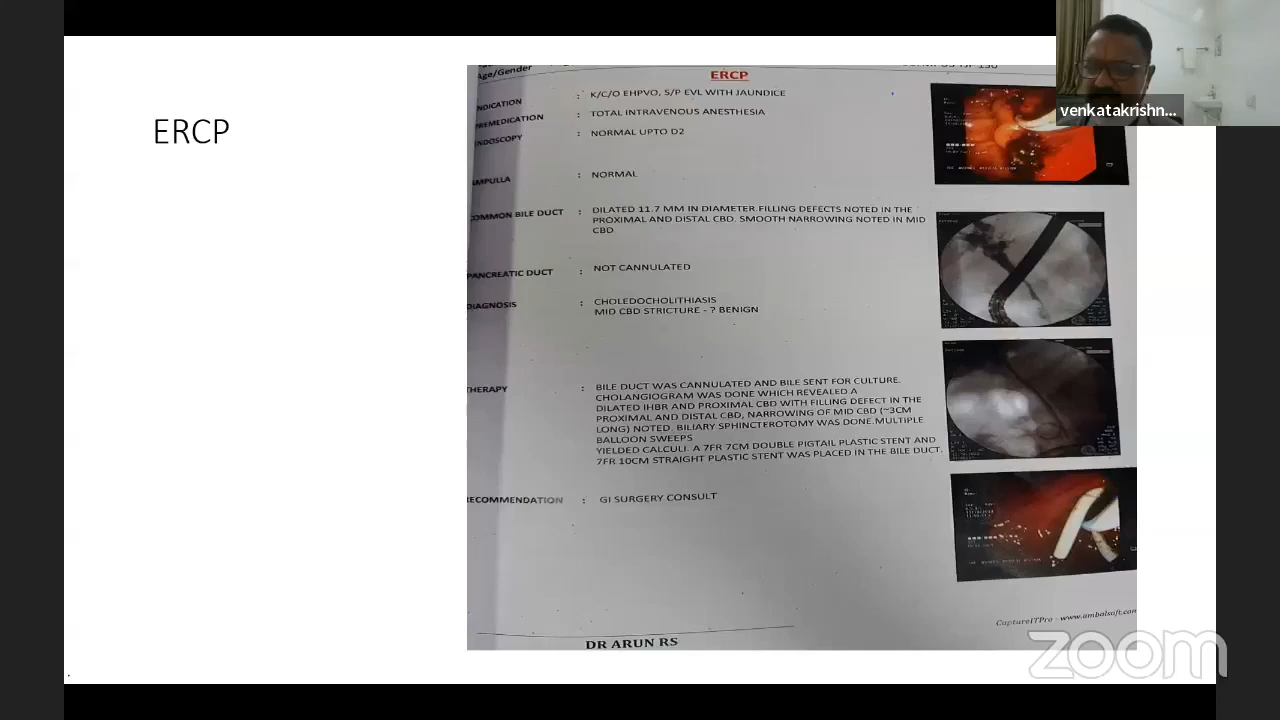 ERCP
Age/Gender
ERCP
NDICATION : K/C/O EHPVO, S/P EVL WITH JAUNDICE
PREMEDICATION : TOTAL INTRAVENOUS ANESTHESIA
ENDOSCOPY : NORMAL UPTO D2
AMPULLA : NORMAL
COMMON BILE DUCT : DILATED 11.7 MM IN DIAMETER.FILLING DEFECTS NOTED IN THE
PROXIMAL AND DISTAL CBD. SMOOTH NARROWING NOTED IN MID
CBD
PANCREATIC DUCT : NOT CANNULATED
DIAGNOSIS : CHOLEDOCHOLITHIASIS
MID CBD STRICTURE - ? BENIGN
THERAPY : BILE DUCT WAS CANNULATED AND BILE SENT FOR CULTURE.
CHOLANGIOGRAM WAS DONE WHICH REVEALED A
DILATED IHBR AND PROXIMAL CBD WITH FILLING DEFECT IN THE
PROXIMAL AND DISTAL CBD, NARROWING OF MID CBD (~3CM
LONG) NOTED. BILIARY SPHINCTEROTOMY WAS DONE.MULTIPLE
BALLOON SWEEPS
YIELDED CALCULI. A 7FR 7CM DOUBLE PIGTAIL PLASTIC STENT AND
7FR 10CM STRAIGHT PLASTIC STENT WAS PLACED IN THE BILE DUCT.
RECOMMENDATION : GI SURGERY CONSULT
CaptureITPro - www.ambalsoft.com
DR ARUN RS
venkatakrishn...
zoom